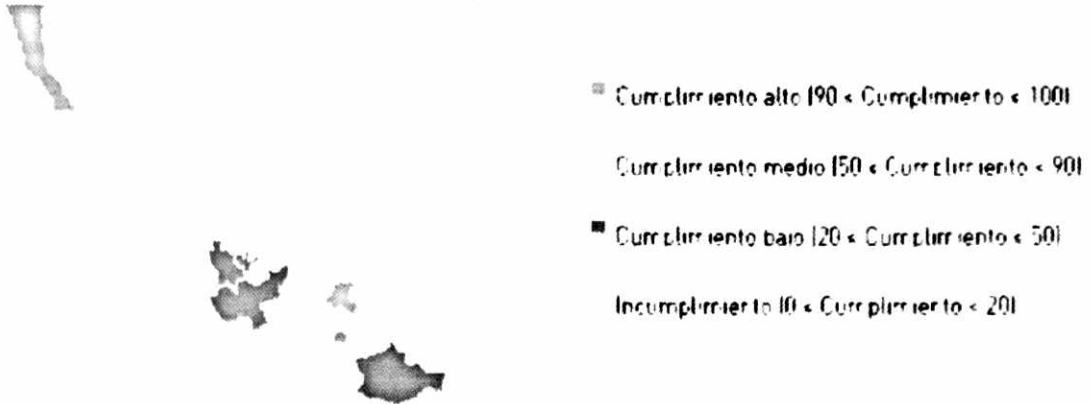 Cumplimiento alto (90 < Cumplimiento < 100)
Cumplimiento medio (50 < Cumplimiento < 90)
Cumplimiento bajo (20 < Cumplimiento < 50)
Incumplimiento (0 < Cumplimiento < 20)